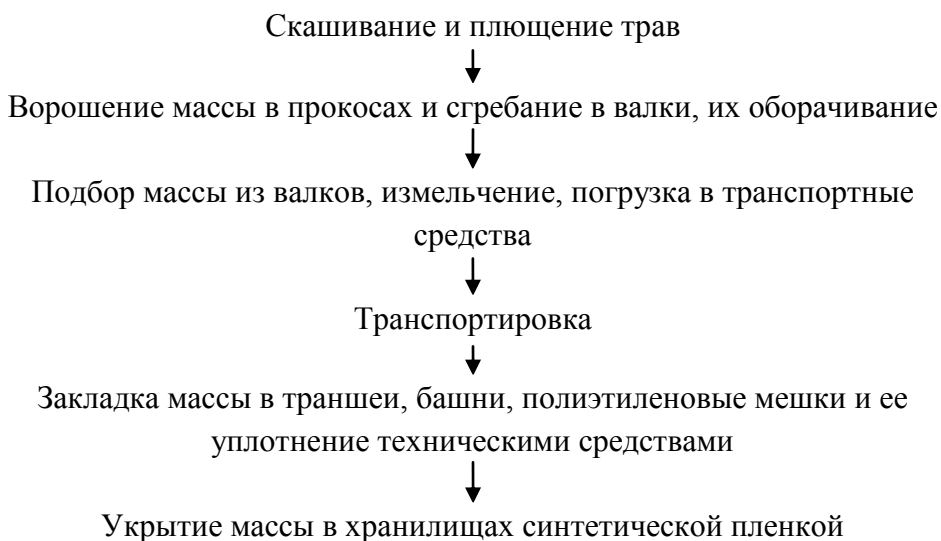 Скашивание и плющение трав
Ворошение массы в прокосах и сгребание в валки, их оборачивание
Подбор массы из валков, измельчение, погрузка в транспортные
средства
Транспортировка
Закладка массы в траншеи, башни, полиэтиленовые мешки и ее
уплотнение техническими средствами
Укрытие массы в хранилищах синтетической пленкой